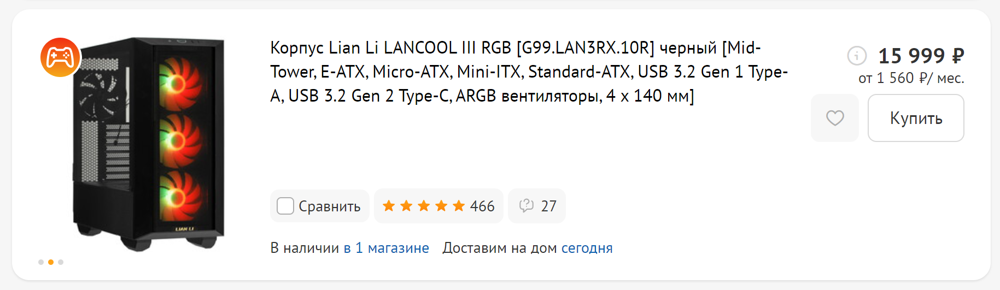 Корпус Lian Li LANCOOL III RGB [G99.LAN3RX.10R] черный [Mid-
Tower, E-ATX, Micro-ATX, Mini-ITX, Standard-ATX, USB 3.2 Gen 1 Type-
A, USB 3.2 Gen 2 Type-C, ARGB вентиляторы, 4 x 140 мм]
15 999 ₽
от 1 560 ₽/ мес.
Купить
LIAN LI
Сравнить
466
27
В наличии в 1 магазине Доставим на дом сегодня